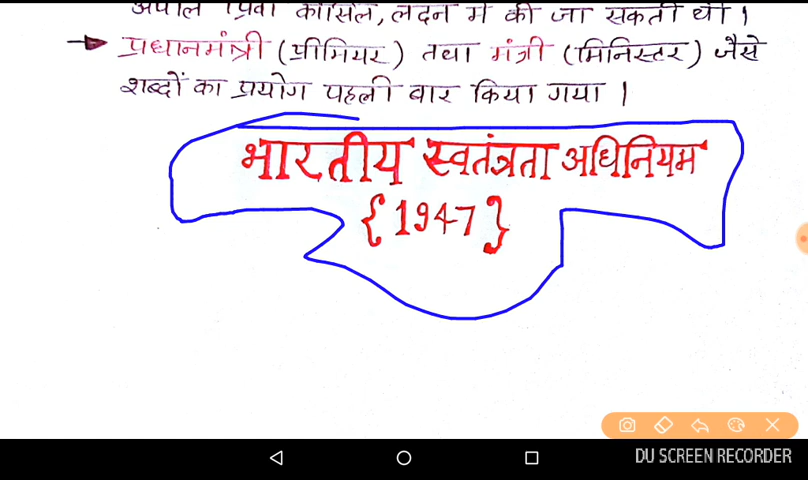 अपील प्रिवी कौंसिल, लंदन में की जा सकती थी।
प्रधानमंत्री (प्रीमियर) तथा मंत्री (मिनिस्टर) जैसे
शब्दों का प्रयोग पहली बार किया गया।
भारतीय स्वतंत्रता अधिनियम
{1947}
DU SCREEN RECORDER